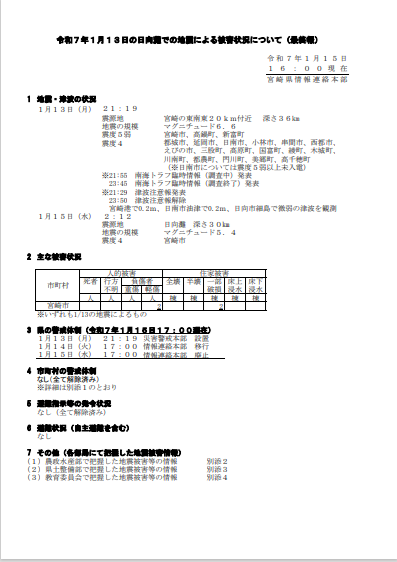 令和７年１月１３日の日向灘での地震による被害状況について（最終報）
令和７年１月１５日
１６：００現在
宮崎県情報連絡本部
1 地震・津波の状況
１月１３日（月） ２１：１９
震源地 宮崎の東南東２０ｋｍ付近 深さ３６㎞
地震の規模 マグニチュード６．６
震度５弱 宮崎市、高鍋町、新富町
震度４ 都城市、延岡市、日南市、小林市、串間市、西都市、
えびの市、三股町、高原町、国富町、綾町、木城町、
川南町、都農町、門川町、美郷町、高千穂町
（※日南市については震度５弱以上未入電）
※21:55 南海トラフ臨時情報（調査中）発表
23:45 南海トラフ臨時情報（調査終了）発表
※21:29 津波注意報発表
23:50 津波注意報解除
宮崎港で0.2m、日南市油津で0.2m、日向市細島で微弱の津波を観測
１月１５日（水） ２：１２
震源地 日向灘 深さ３０㎞
地震の規模 マグニチュード５．４
震度４ 宮崎市
2 主な被害状況
市町村 人的被害 住家被害
死者 行方不明 負傷者 全壊 半壊 一部破損 床上浸水 床下浸水
重傷 軽傷
人 人 人 人 棟 棟 棟 棟 棟
宮崎市 2 2
※いずれも1/13の地震によるもの
3 県の警戒体制（令和７年１月１５日１７：００現在）
１月１３日（月） ２１：１９ 災害警戒本部 設置
１月１４日（火） １７：００ 情報連絡本部 移行
１月１５日（水） １７：００ 情報連絡本部 廃止
4 市町村の警戒体制
なし（全て解除済み）
※詳細は別添１のとおり
5 避難指示等の発令状況
なし（全て解除済み）
6 避難状況（自主避難を含む）
なし
7 その他（各部局にて把握した地震被害情報）
（１）農政水産部で把握した地震被害等の情報 別添２
（２）県土整備部で把握した地震被害等の情報 別添３
（３）教育委員会で把握した地震被害等の情報 別添４